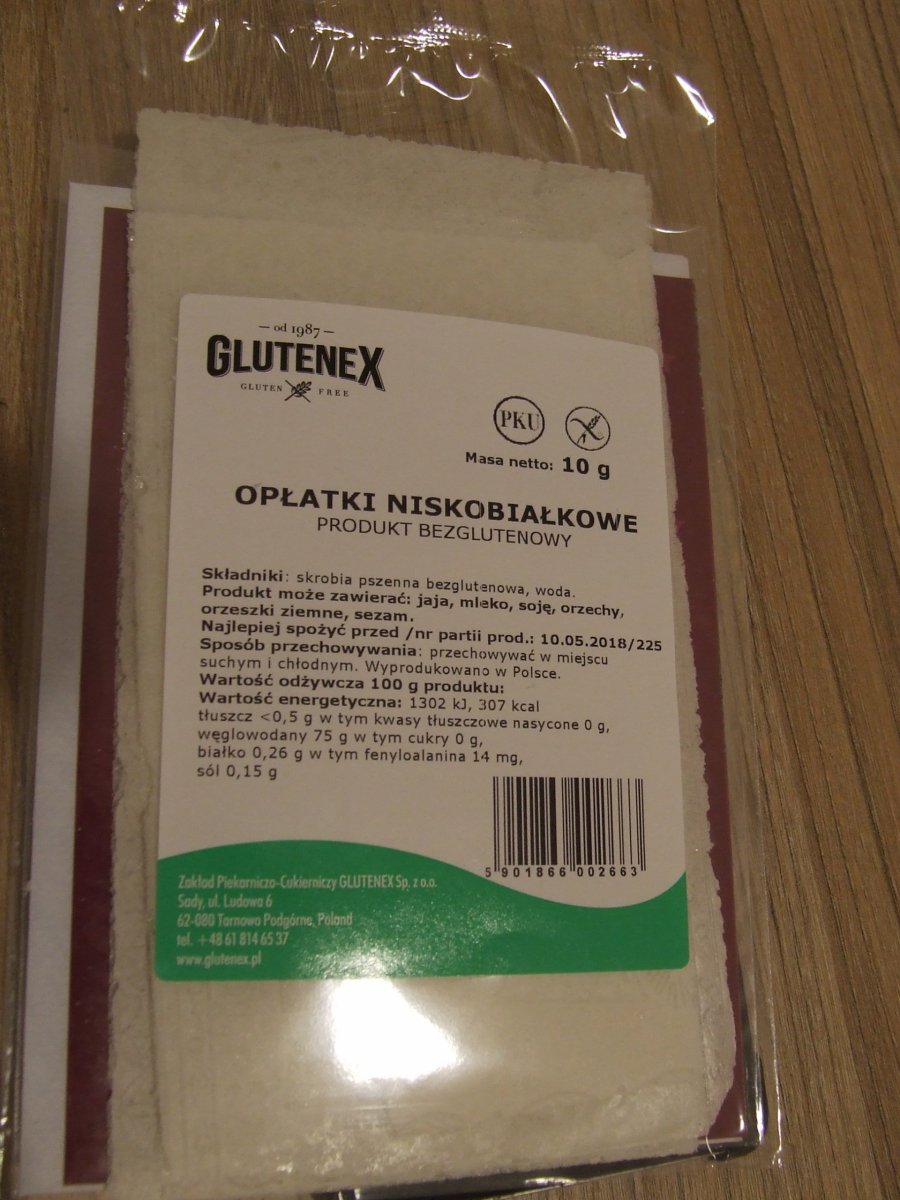 — od 1987 —
GLUTENEX
GLUTEN FREE
PKU
Masa netto: 10 g
OPŁATKI NISKOBIAŁKOWE
PRODUKT BEZGLUTENOWY
Składniki: skrobia pszenna bezglutenowa, woda.
Produkt może zawierać: jaja, mleko, soję, orzechy,
orzeszki ziemne, sezam.
Najlepiej spożyć przed /nr partii prod.: 10.05.2018/225
Sposób przechowywania: przechowywać w miejscu
suchym i chłodnym. Wyprodukowano w Polsce.
Wartość odżywcza 100 g produktu:
Wartość energetyczna: 1302 kJ, 307 kcal
tłuszcz <0,5 g w tym kwasy tłuszczowe nasycone 0 g,
węglowodany 75 g w tym cukry 0 g,
białko 0,26 g w tym fenyloalanina 14 mg,
sól 0,15 g
5 901866 002663
Zakład Piekarniczo-Cukierniczy GLUTENEX Sp. z o.o.
Sady, ul. Ludowa 6
62-080 Tarnowo Podgórne, Poland
tel. +48 61 814 65 37
www.glutenex.pl